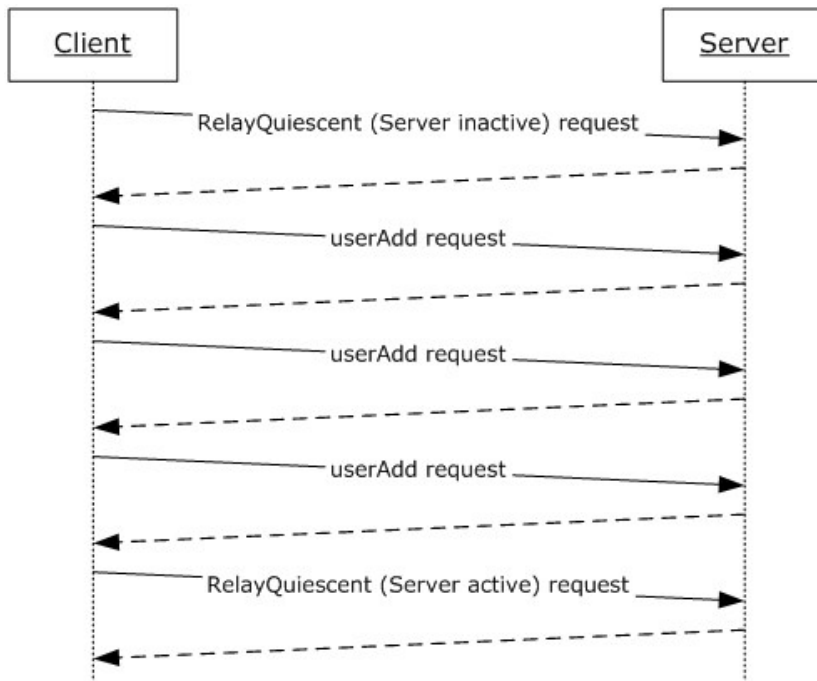 Client
Server
RelayQuiescent (Server inactive) request
userAdd request
userAdd request
userAdd request
RelayQuiescent (Server active) request